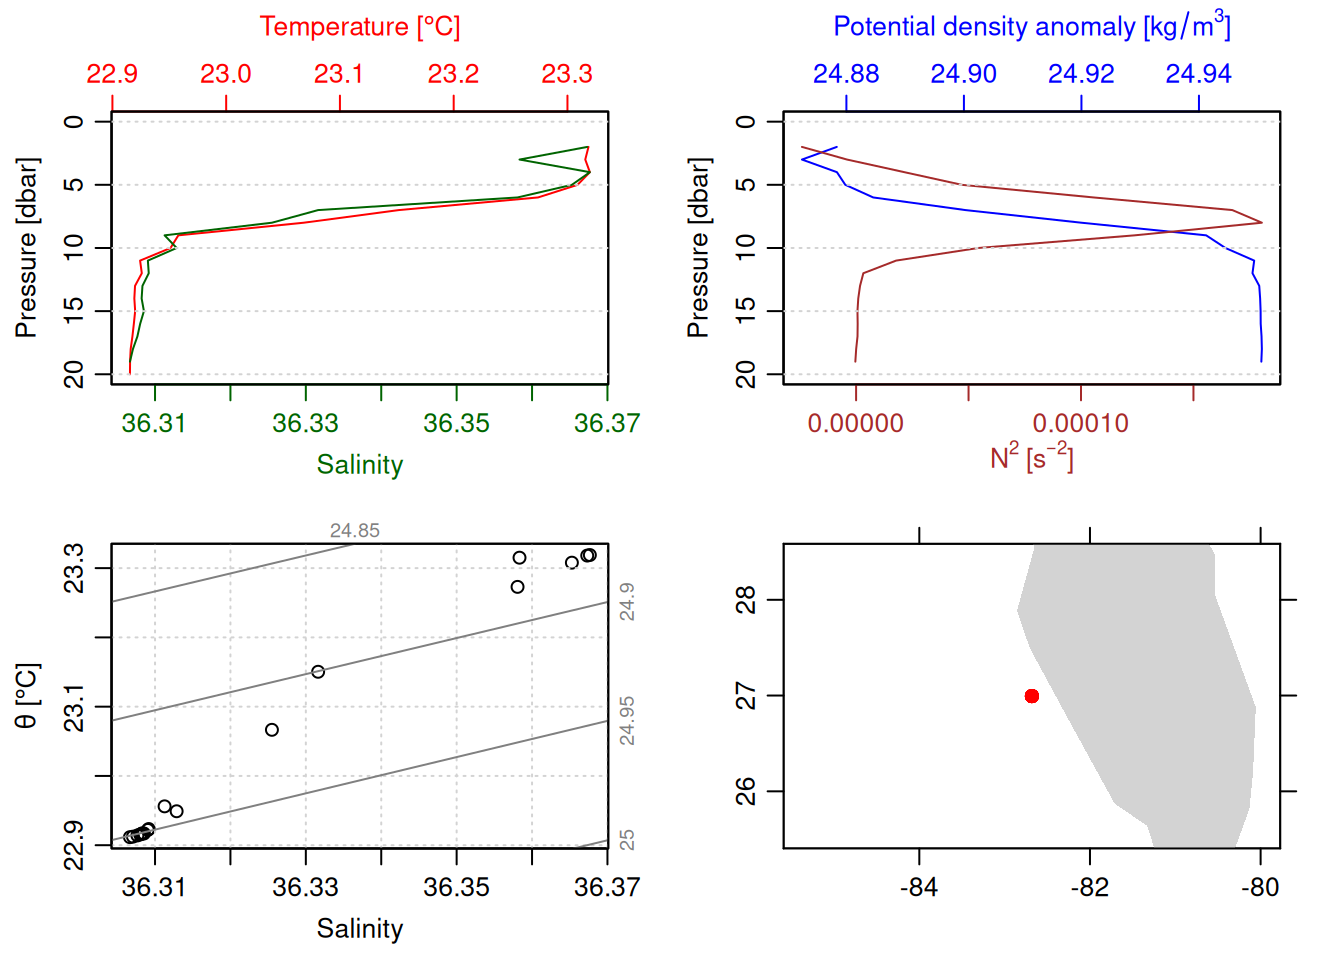 Temperature [°C]
22.9 23.0 23.1 23.2 23.3
Pressure [dbar]
0
5
10
15
20
36.31 36.33 36.35 36.37
Salinity
Potential density anomaly [kg/m³]
24.88 24.90 24.92 24.94
Pressure [dbar]
0
5
10
15
20
0.00000 0.00010
N² [s⁻²]
24.85
θ [°C]
23.3
23.1
22.9
24.9
24.95
25
36.31 36.33 36.35 36.37
Salinity
28
27
26
-84 -82 -80